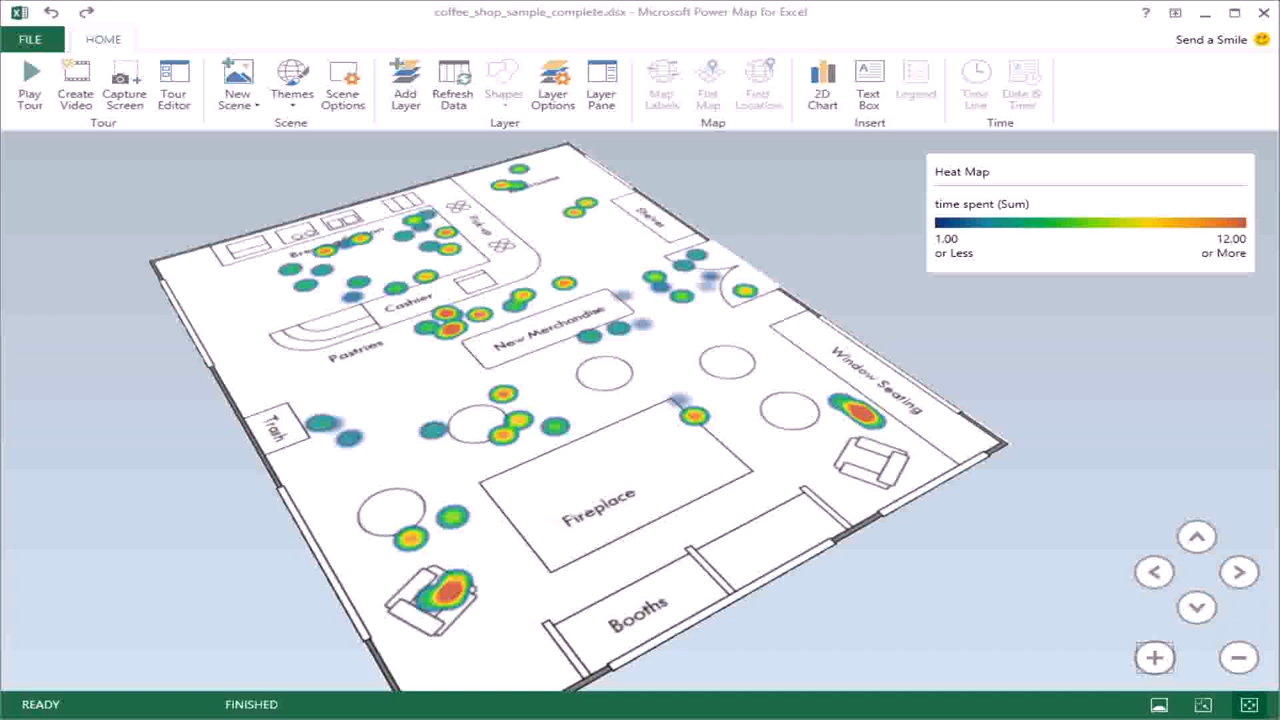 coffee_shop_sample_complete.dsx - Microsoft Power Map for Excel
?
FILE
HOME
Send a Smile
Play Tour
Create Video
Capture Screen
Tour Editor
Tour
New Scene
Themes
Scene Options
Scene
Add Layer
Refresh Data
Shapes
Layer Options
Layer Pane
Layer
Map Labels
Flat Map
Find Location
Map
2D Chart
Text Box
Legend
Insert
Time Line
Date & Time
Time
Heat Map
time spent (Sum)
1.00 12.00
or Less or More
Cashier
Pastries
New Merchandise
Window Seating
Trash
Fireplace
Booths
READY
FINISHED